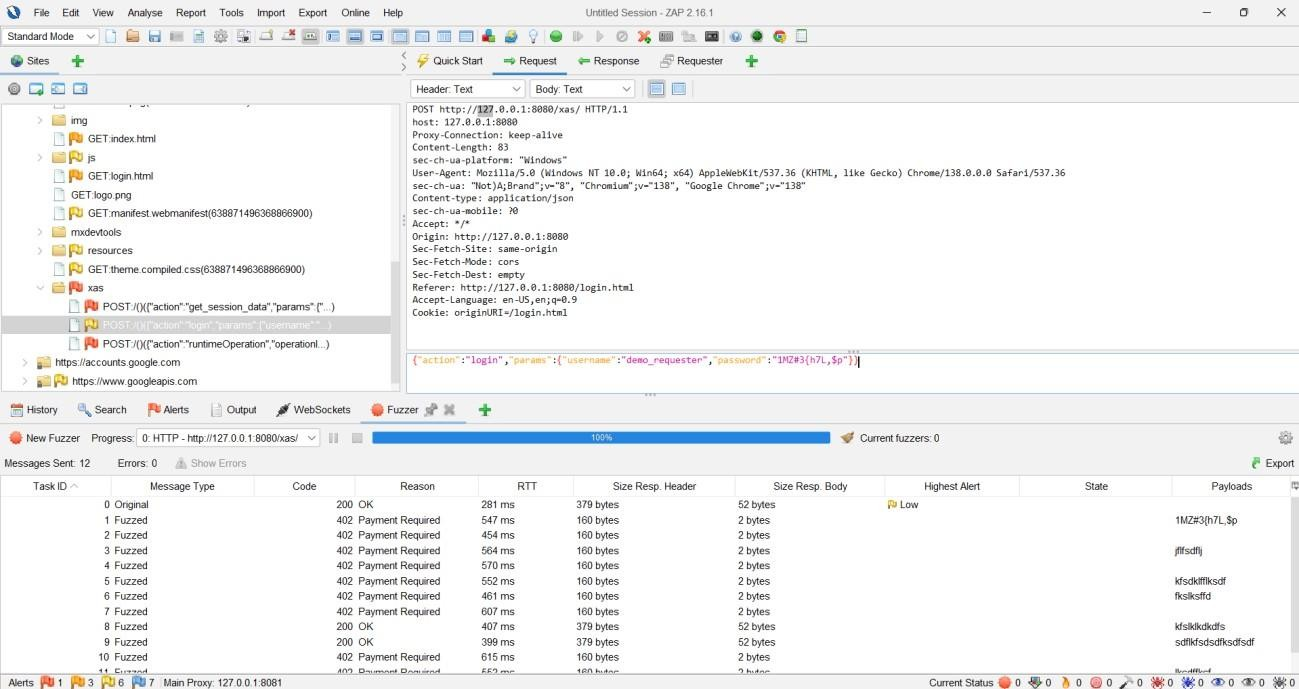 File Edit View Analyse Report Tools Import Export Online Help Untitled Session - ZAP 2.16.1
Standard Mode
Sites
Quick Start Request Response Requester
Header: Text Body: Text
img
GET:index.html
js
GET:login.html
GET:logo.png
GET:manifest.webmanifest(638871496368866900)
mxdevtools
resources
GET:theme.compiled.css(638871496368866900)
xas
POST:/()({"action":"get_session_data","params":{"...)
POST:/()({"action":"login","params":{"username":"...)
POST:/()({"action":"runtimeOperation","operationI...)
https://accounts.google.com
https://www.googleapis.com
POST http://127.0.0.1:8080/xas/ HTTP/1.1
host: 127.0.0.1:8080
Proxy-Connection: keep-alive
Content-Length: 83
sec-ch-ua-platform: "Windows"
User-Agent: Mozilla/5.0 (Windows NT 10.0; Win64; x64) AppleWebKit/537.36 (KHTML, like Gecko) Chrome/138.0.0.0 Safari/537.36
sec-ch-ua: "Not)A;Brand";v="8", "Chromium";v="138", "Google Chrome";v="138"
Content-type: application/json
sec-ch-ua-mobile: ?0
Accept: */*
Origin: http://127.0.0.1:8080
Sec-Fetch-Site: same-origin
Sec-Fetch-Mode: cors
Sec-Fetch-Dest: empty
Referer: http://127.0.0.1:8080/login.html
Accept-Language: en-US,en;q=0.9
Cookie: originURI=/login.html
{"action":"login","params":{"username":"demo_requester","password":"1MZ#3{h7L,$p"}}
History Search Alerts Output WebSockets Fuzzer
New Fuzzer Progress: 0: HTTP - http://127.0.0.1:8080/xas/ 100% Current fuzzers: 0
Messages Sent: 12 Errors: 0 Show Errors Export
Task ID Message Type Code Reason RTT Size Resp. Header Size Resp. Body Highest Alert State Payloads
0 Original 200 OK 281 ms 379 bytes 52 bytes Low
1 Fuzzed 402 Payment Required 547 ms 160 bytes 2 bytes 1MZ#3{h7L,$p
2 Fuzzed 402 Payment Required 454 ms 160 bytes 2 bytes
3 Fuzzed 402 Payment Required 564 ms 160 bytes 2 bytes jflfsdflj
4 Fuzzed 402 Payment Required 570 ms 160 bytes 2 bytes
5 Fuzzed 402 Payment Required 552 ms 160 bytes 2 bytes kfsdklfflksdf
6 Fuzzed 402 Payment Required 461 ms 160 bytes 2 bytes fkslksffd
7 Fuzzed 402 Payment Required 607 ms 160 bytes 2 bytes
8 Fuzzed 200 OK 407 ms 379 bytes 52 bytes kfslklkdkdfs
9 Fuzzed 200 OK 399 ms 379 bytes 52 bytes sdflkfsdsdfksdfsdf
10 Fuzzed 402 Payment Required 615 ms 160 bytes 2 bytes
11 Fuzzed 402 Payment Required 552 ms 160 bytes 2 bytes
Alerts 1 3 6 7 Main Proxy: 127.0.0.1:8081 Current Status 0 0 0 0 0 0 0 0 0 0